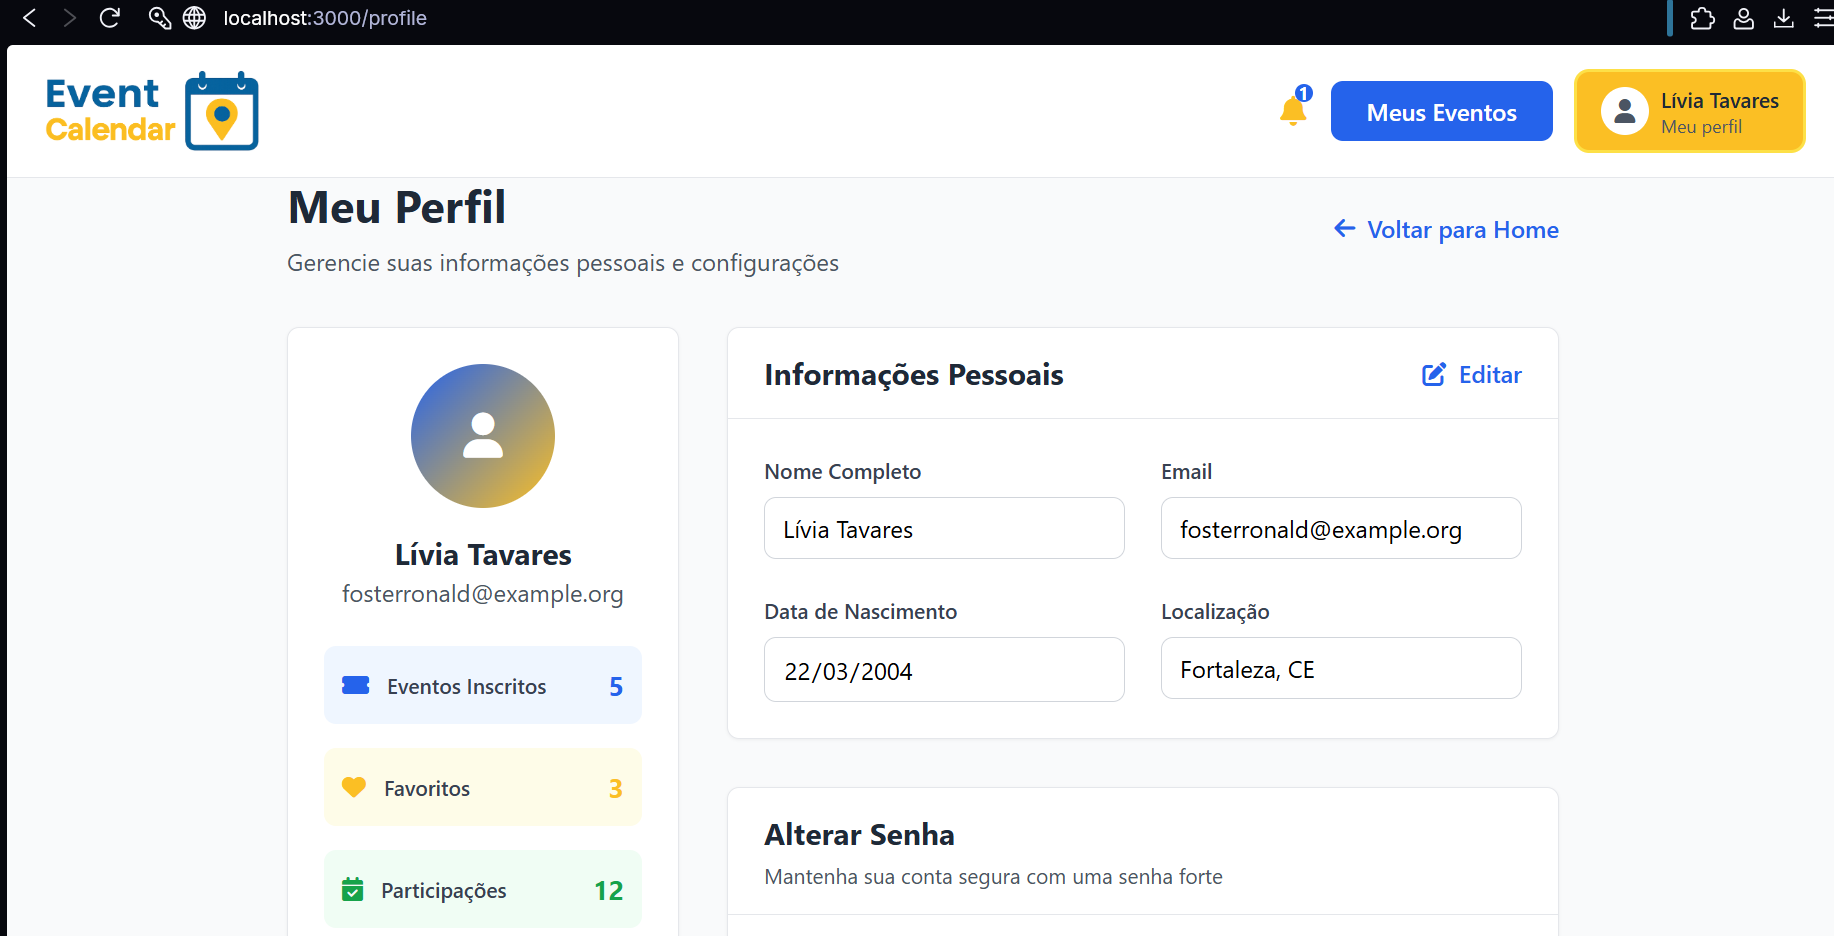 localhost:3000/profile
Event
Calendar
1
Meus Eventos
Lívia Tavares
Meu perfil
Meu Perfil
Gerencie suas informações pessoais e configurações
Voltar para Home
Lívia Tavares
fosterronald@example.org
Eventos Inscritos 5
Favoritos 3
Participações 12
Informações Pessoais
Editar
Nome Completo
Lívia Tavares
Email
fosterronald@example.org
Data de Nascimento
22/03/2004
Localização
Fortaleza, CE
Alterar Senha
Mantenha sua conta segura com uma senha forte